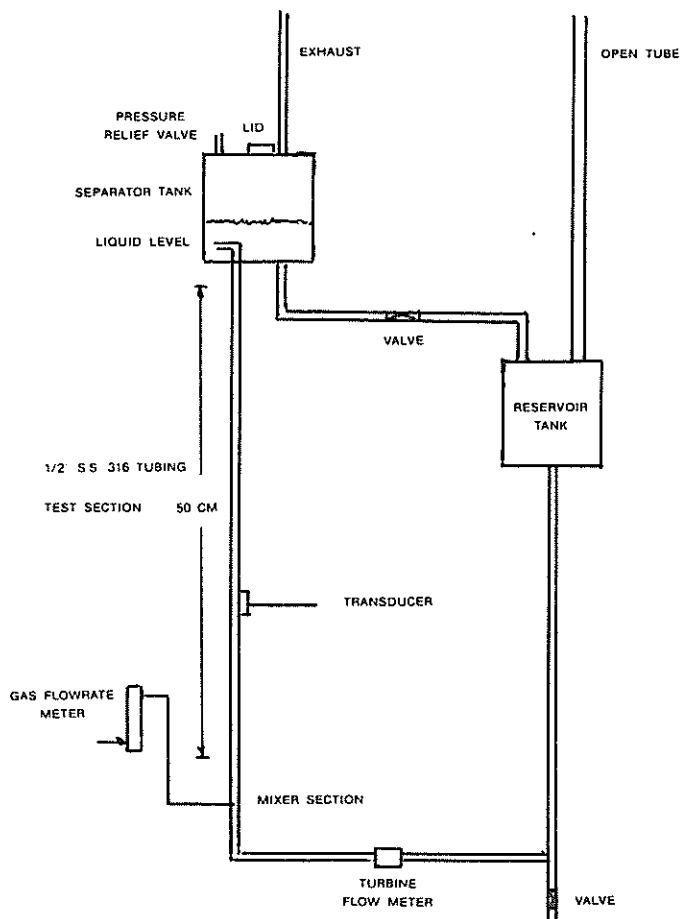 EXHAUST
OPEN TUBE
PRESSURE
RELIEF VALVE
LID
SEPARATOR TANK
LIQUID LEVEL
VALVE
RESERVOIR
TANK
1/2' SS 316 TUBING
TEST SECTION 50 CM
TRANSDUCER
GAS FLOWRATE
METER
MIXER SECTION
TURBINE
FLOW METER
VALVE